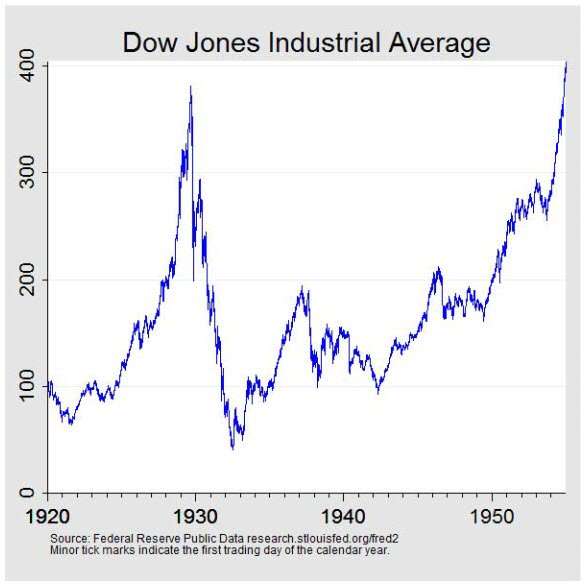 Dow Jones Industrial Average
400
300
200
100
0
1920 1930 1940 1950
Source: Federal Reserve Public Data research.stlouisfed.org/fred2
Minor tick marks indicate the first trading day of the calendar year.